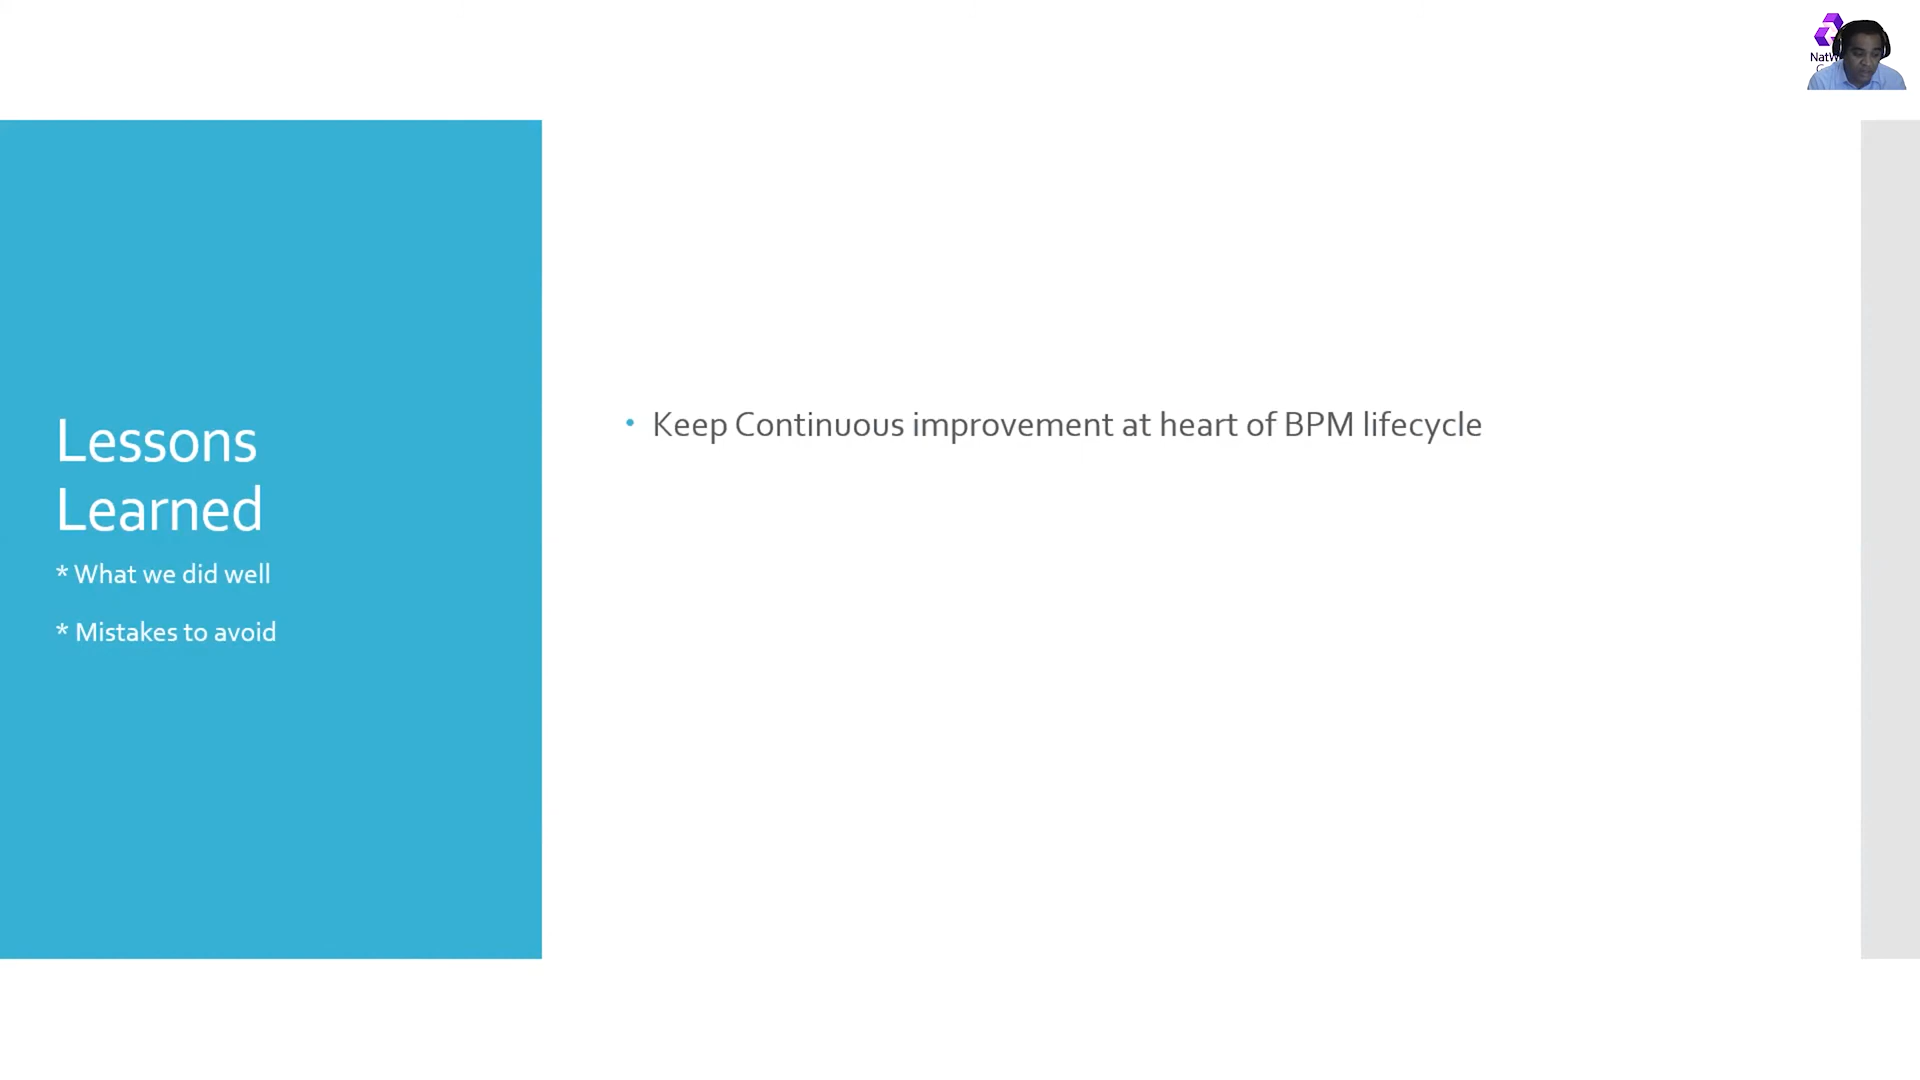 Lessons
Learned
* What we did well
* Mistakes to avoid
• Keep Continuous improvement at heart of BPM lifecycle